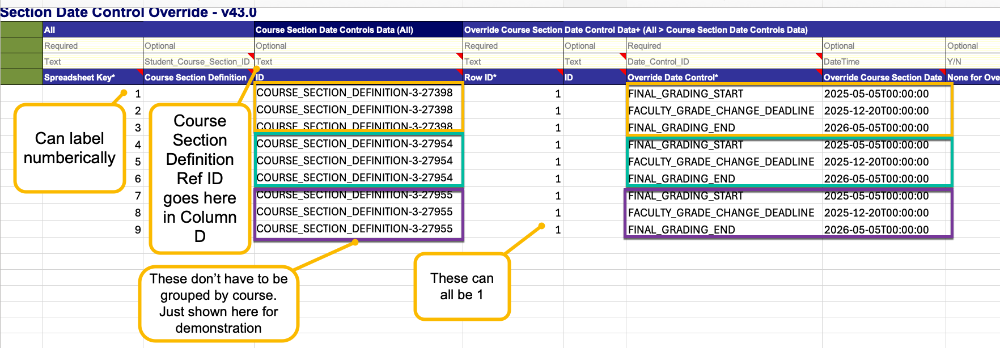 Section Date Control Override - v43.0
All Course Section Date Controls Data (All) Override Course Section Date Control Data+ (All > Course Section Date Controls Data)
Required Optional Optional Required Optional Required Optional Optional
Text Student_Course_Section_ID Text Text Text Date_Control_ID DateTime Y/N
Spreadsheet Key* Course Section Definition ID Row ID* ID Override Date Control* Override Course Section Date None for Ove
1 COURSE_SECTION_DEFINITION-3-27398 1 FINAL_GRADING_START 2025-05-05T00:00:00
2 COURSE_SECTION_DEFINITION-3-27398 1 FACULTY_GRADE_CHANGE_DEADLINE 2025-12-20T00:00:00
3 COURSE_SECTION_DEFINITION-3-27398 1 FINAL_GRADING_END 2026-05-05T00:00:00
4 COURSE_SECTION_DEFINITION-3-27954 1 FINAL_GRADING_START 2025-05-05T00:00:00
5 COURSE_SECTION_DEFINITION-3-27954 1 FACULTY_GRADE_CHANGE_DEADLINE 2025-12-20T00:00:00
6 COURSE_SECTION_DEFINITION-3-27954 1 FINAL_GRADING_END 2026-05-05T00:00:00
7 COURSE_SECTION_DEFINITION-3-27955 1 FINAL_GRADING_START 2025-05-05T00:00:00
8 COURSE_SECTION_DEFINITION-3-27955 1 FACULTY_GRADE_CHANGE_DEADLINE 2025-12-20T00:00:00
9 COURSE_SECTION_DEFINITION-3-27955 1 FINAL_GRADING_END 2026-05-05T00:00:00
Can label
numberically
Course
Section
Definition
Ref ID
goes here
in Column
D
These don't have to be
grouped by course.
Just shown here for
demonstration
These can
all be 1